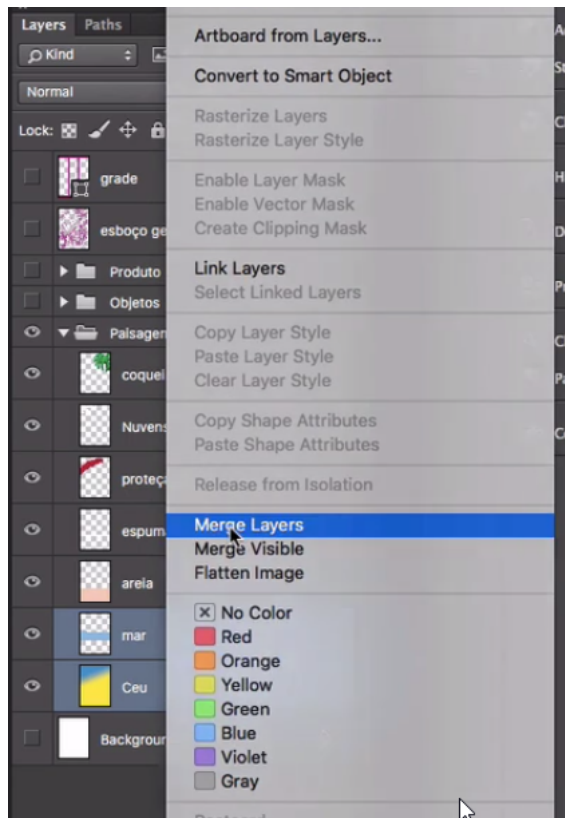 Layers Paths
Kind
Normal
Lock:
grade
esboço ge
Produto
Objetos
Paisagen
coquei
Nuvens
proteçã
espum
areia
mar
Ceu
Backgroun
Artboard from Layers...
Convert to Smart Object
Rasterize Layers
Rasterize Layer Style
Enable Layer Mask
Enable Vector Mask
Create Clipping Mask
Link Layers
Select Linked Layers
Copy Layer Style
Paste Layer Style
Clear Layer Style
Copy Shape Attributes
Paste Shape Attributes
Release from Isolation
Merge Layers
Merge Visible
Flatten Image
No Color
Red
Orange
Yellow
Green
Blue
Violet
Gray